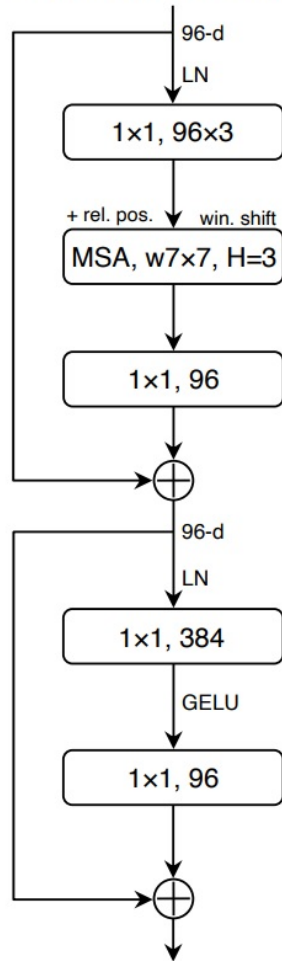 96-d
LN
1×1, 96×3
+ rel. pos. win. shift
MSA, w7×7, H=3
1×1, 96
96-d
LN
1×1, 384
GELU
1×1, 96